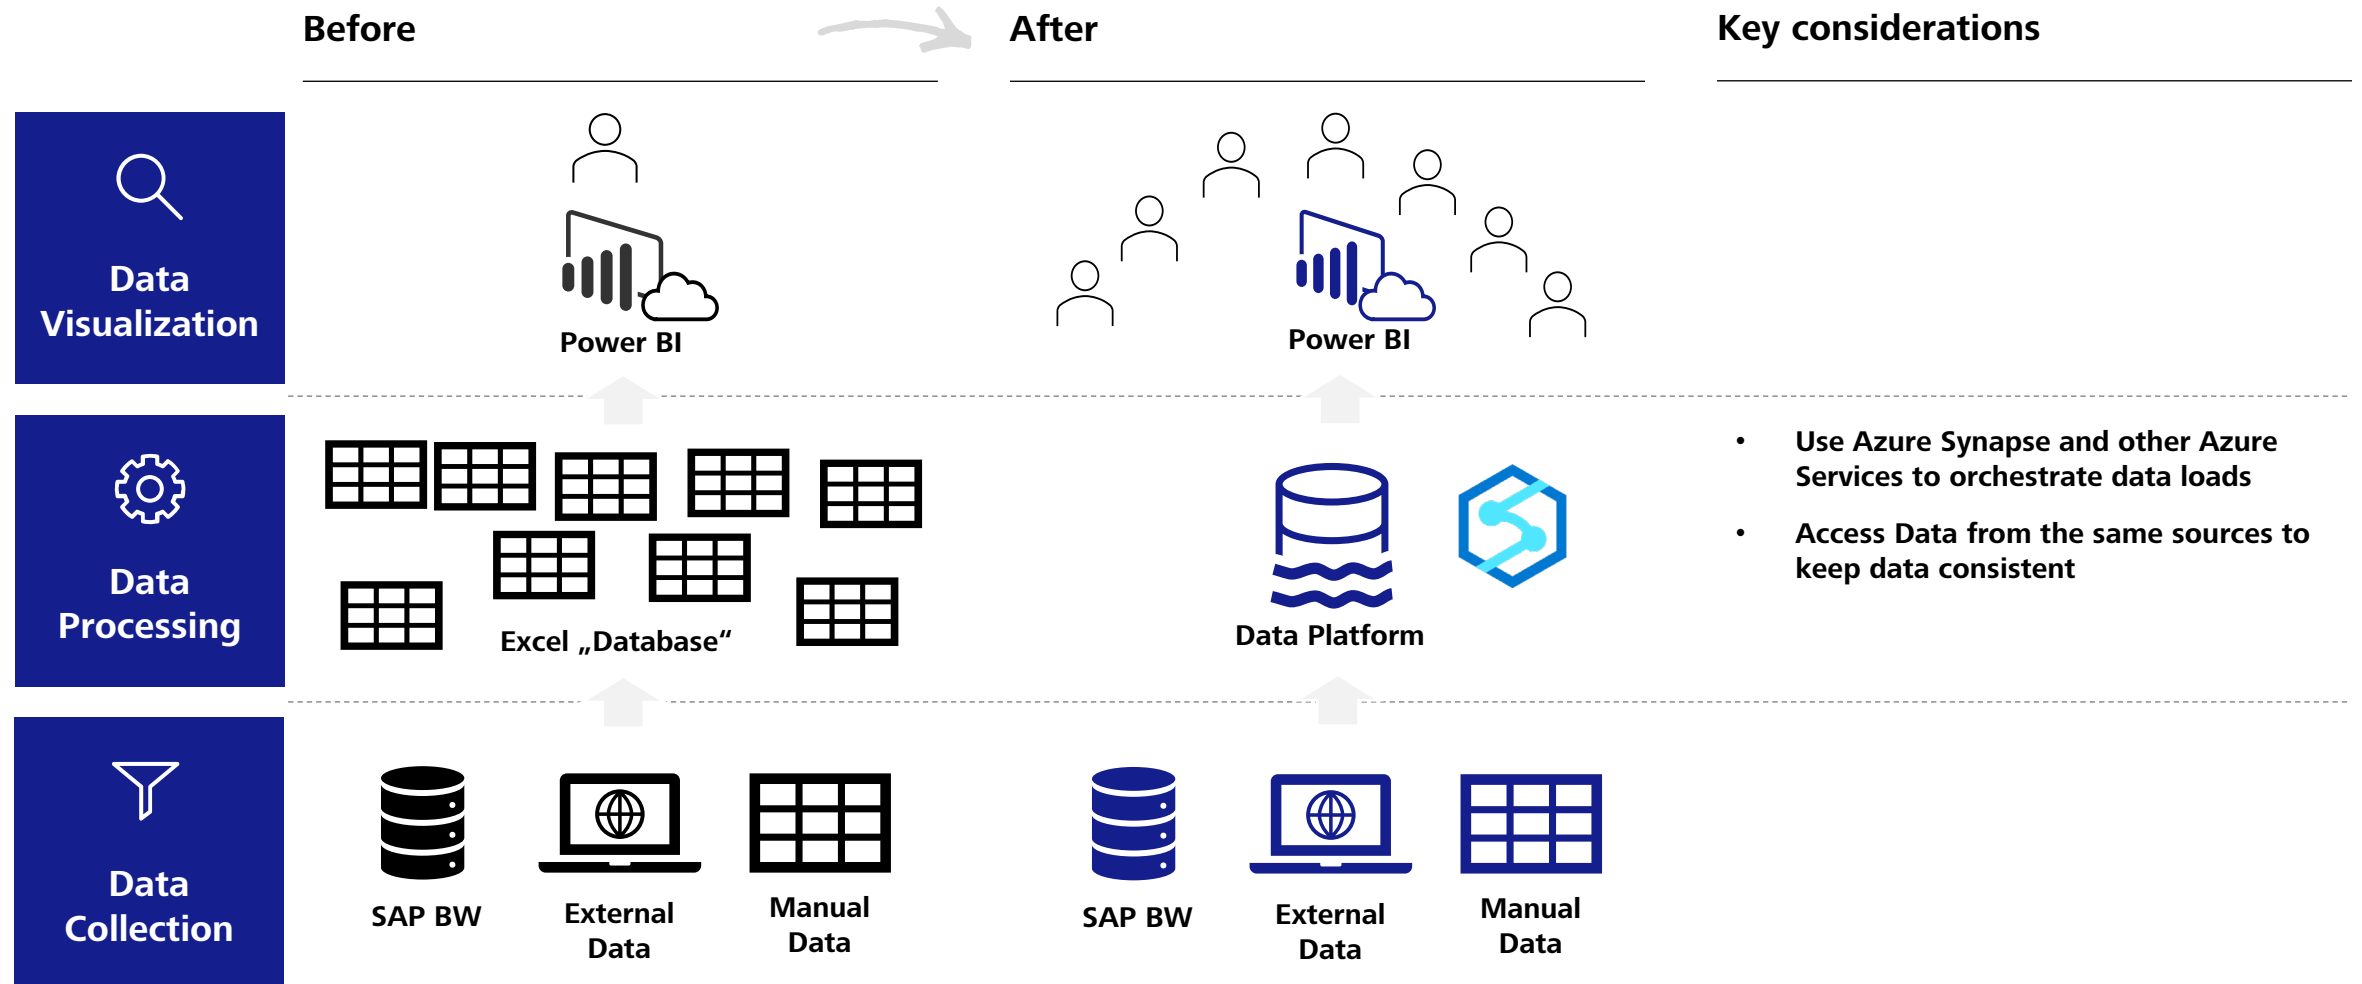 Before
After
Key considerations
Data
Visualization
Power BI
Power BI
Data
Processing
Excel „Database“
Data Platform
• Use Azure Synapse and other Azure
Services to orchestrate data loads
• Access Data from the same sources to
keep data consistent
Data
Collection
SAP BW
External
Data
Manual
Data
SAP BW
External
Data
Manual
Data